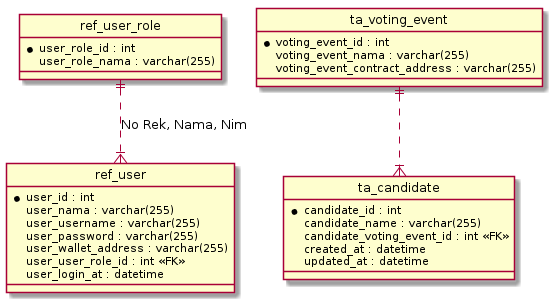 ref_user_role
user_role_id : int
user_role_nama : varchar(255)
ta_voting_event
voting_event_id : int
voting_event_nama : varchar(255)
voting_event_contract_address : varchar(255)
No Rek, Nama, Nim
ref_user
user_id : int
user_nama : varchar(255)
user_username : varchar(255)
user_password : varchar(255)
user_wallet_address : varchar(255)
user_user_role_id : int «FK»
user_login_at : datetime
ta_candidate
candidate_id : int
candidate_name : varchar(255)
candidate_voting_event_id : int «FK»
created_at : datetime
updated_at : datetime